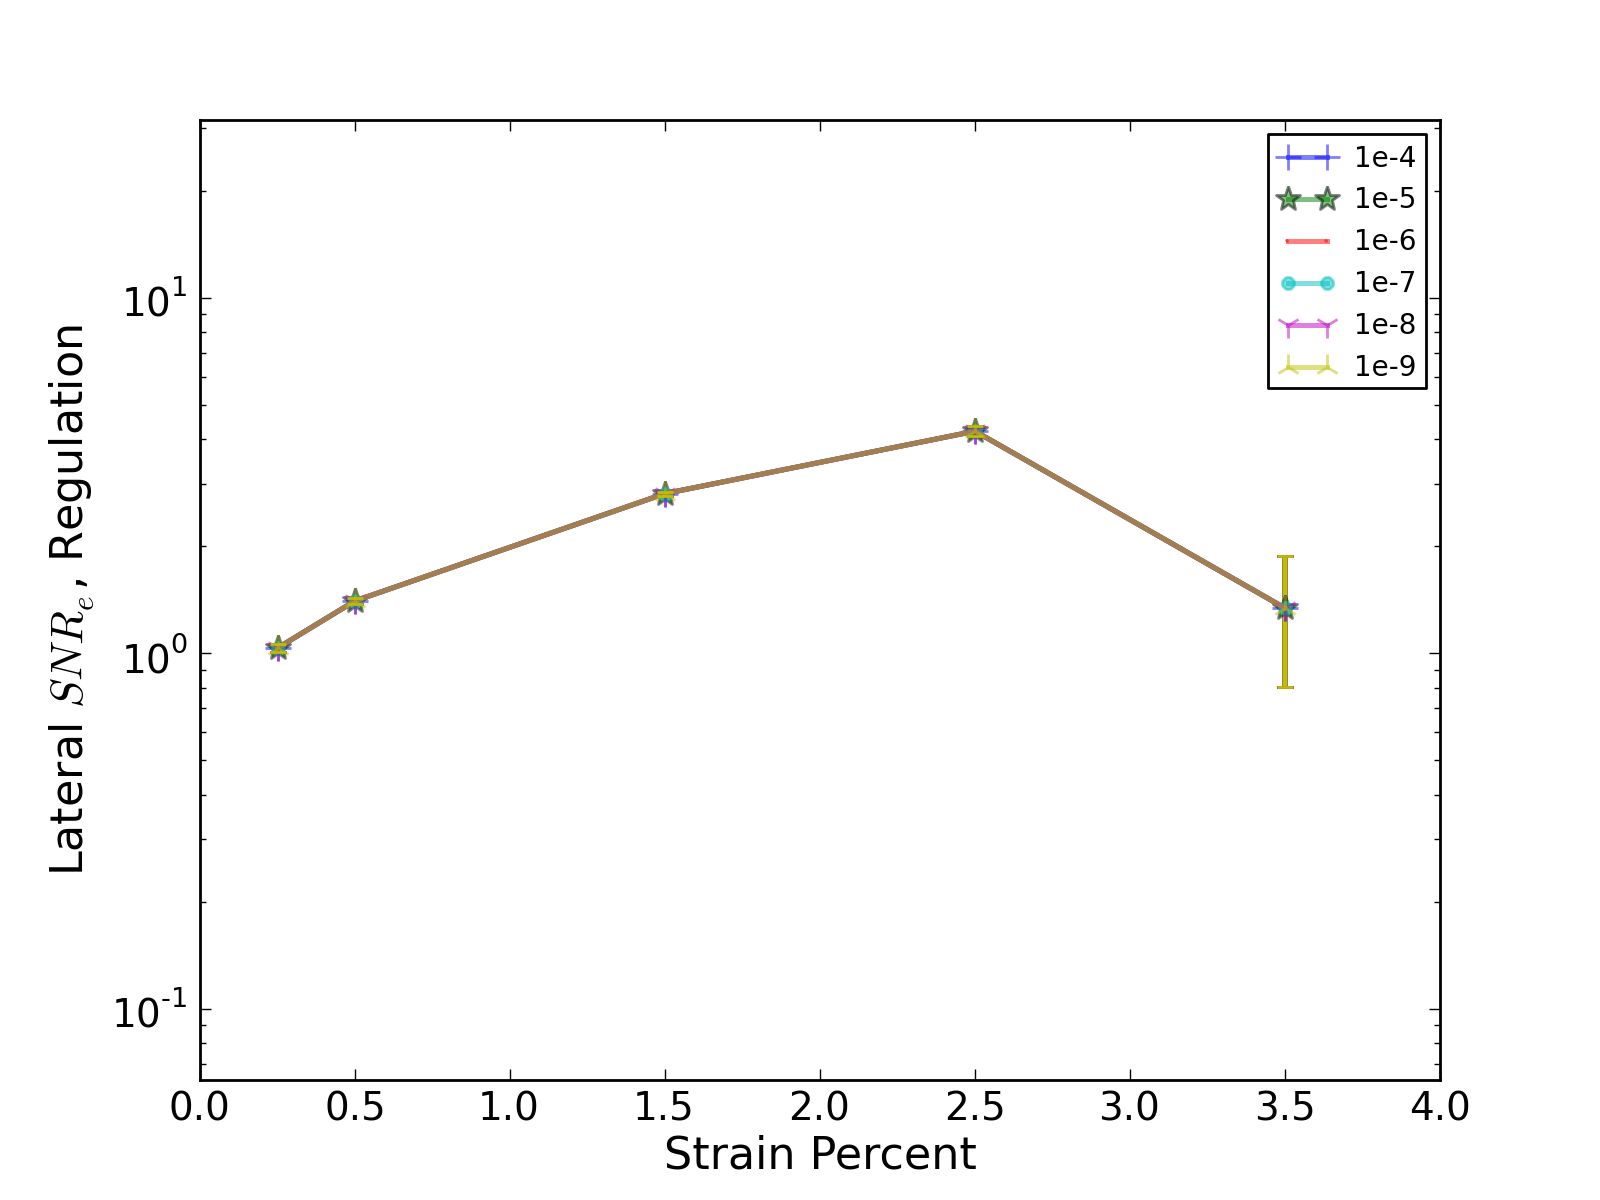 1e-4
1e-5
1e-6
1e-7
1e-8
1e-9
10^1
10^0
10^-1
Lateral SNR_e, Regulation
0.0 0.5 1.0 1.5 2.0 2.5 3.0 3.5 4.0
Strain Percent